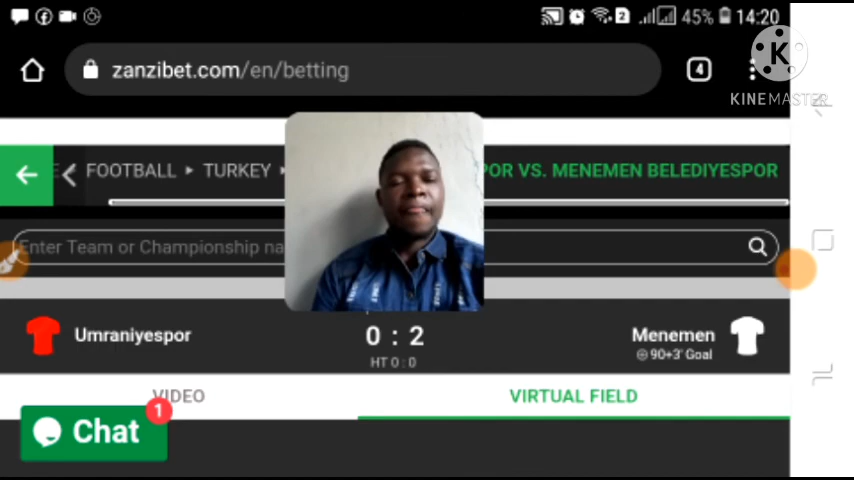 2 45% 14:20
zanzibet.com/en/betting
4
KINEMASTER
FOOTBALL ▸ TURKEY ▸
POR VS. MENEMEN BELEDIYESPOR
Enter Team or Championship na
Umraniyespor
0 : 2
Menemen
90+3' Goal
HT 0 : 0
VIDEO
VIRTUAL FIELD
Chat
1